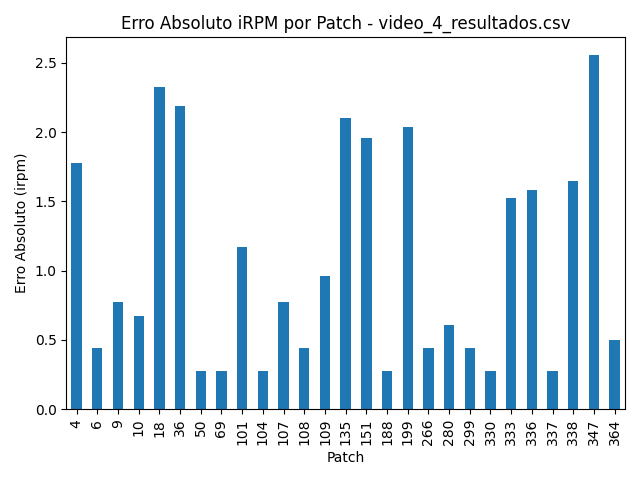 Erro Absoluto iRPM por Patch - video_4_resultados.csv
Erro Absoluto (irpm)
2.5
2.0
1.5
1.0
0.5
0.0
4 6 9 10 18 36 50 69 101 104 107 108 109 135 151 188 199 266 280 299 330 333 336 337 338 347 364
Patch